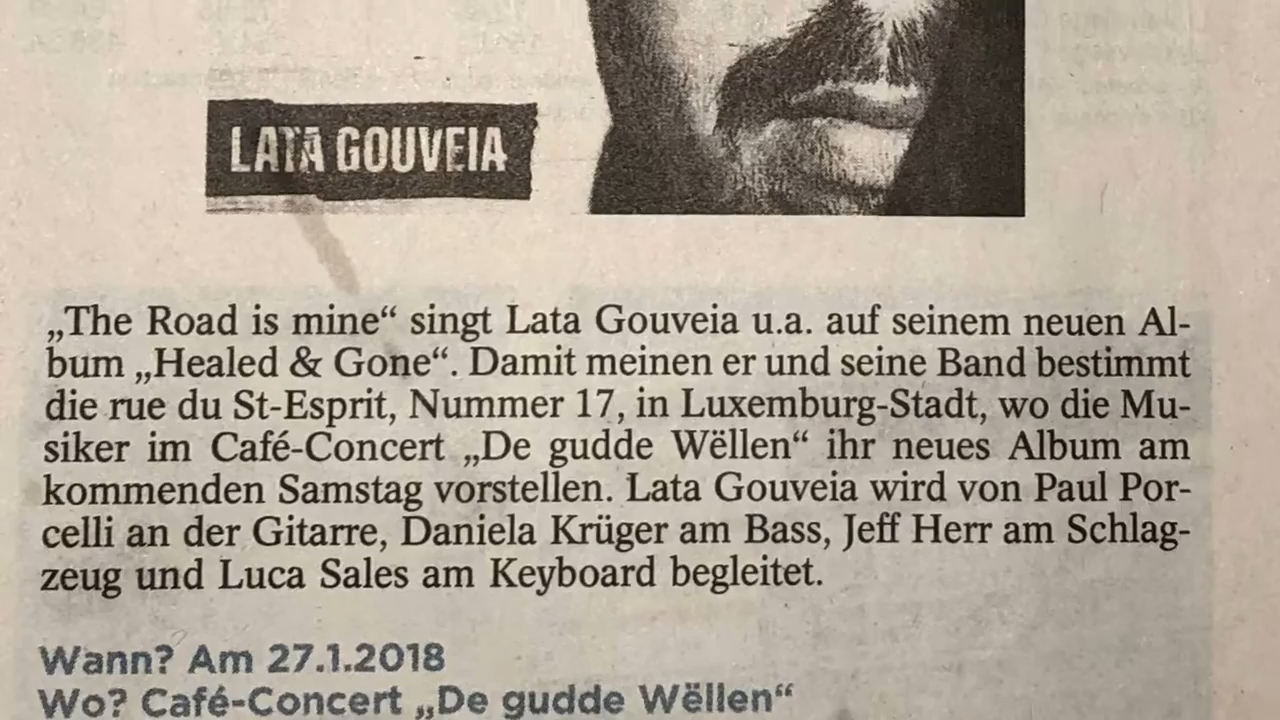 LATA GOUVEIA
„The Road is mine“ singt Lata Gouveia u.a. auf seinem neuen Al-
bum „Healed & Gone“. Damit meinen er und seine Band bestimmt
die rue du St-Esprit, Nummer 17, in Luxemburg-Stadt, wo die Mu-
siker im Café-Concert „De gudde Wëllen“ ihr neues Album am
kommenden Samstag vorstellen. Lata Gouveia wird von Paul Por-
celli an der Gitarre, Daniela Krüger am Bass, Jeff Herr am Schlag-
zeug und Luca Sales am Keyboard begleitet.
Wann? Am 27.1.2018
Wo? Café-Concert „De gudde Wëllen“